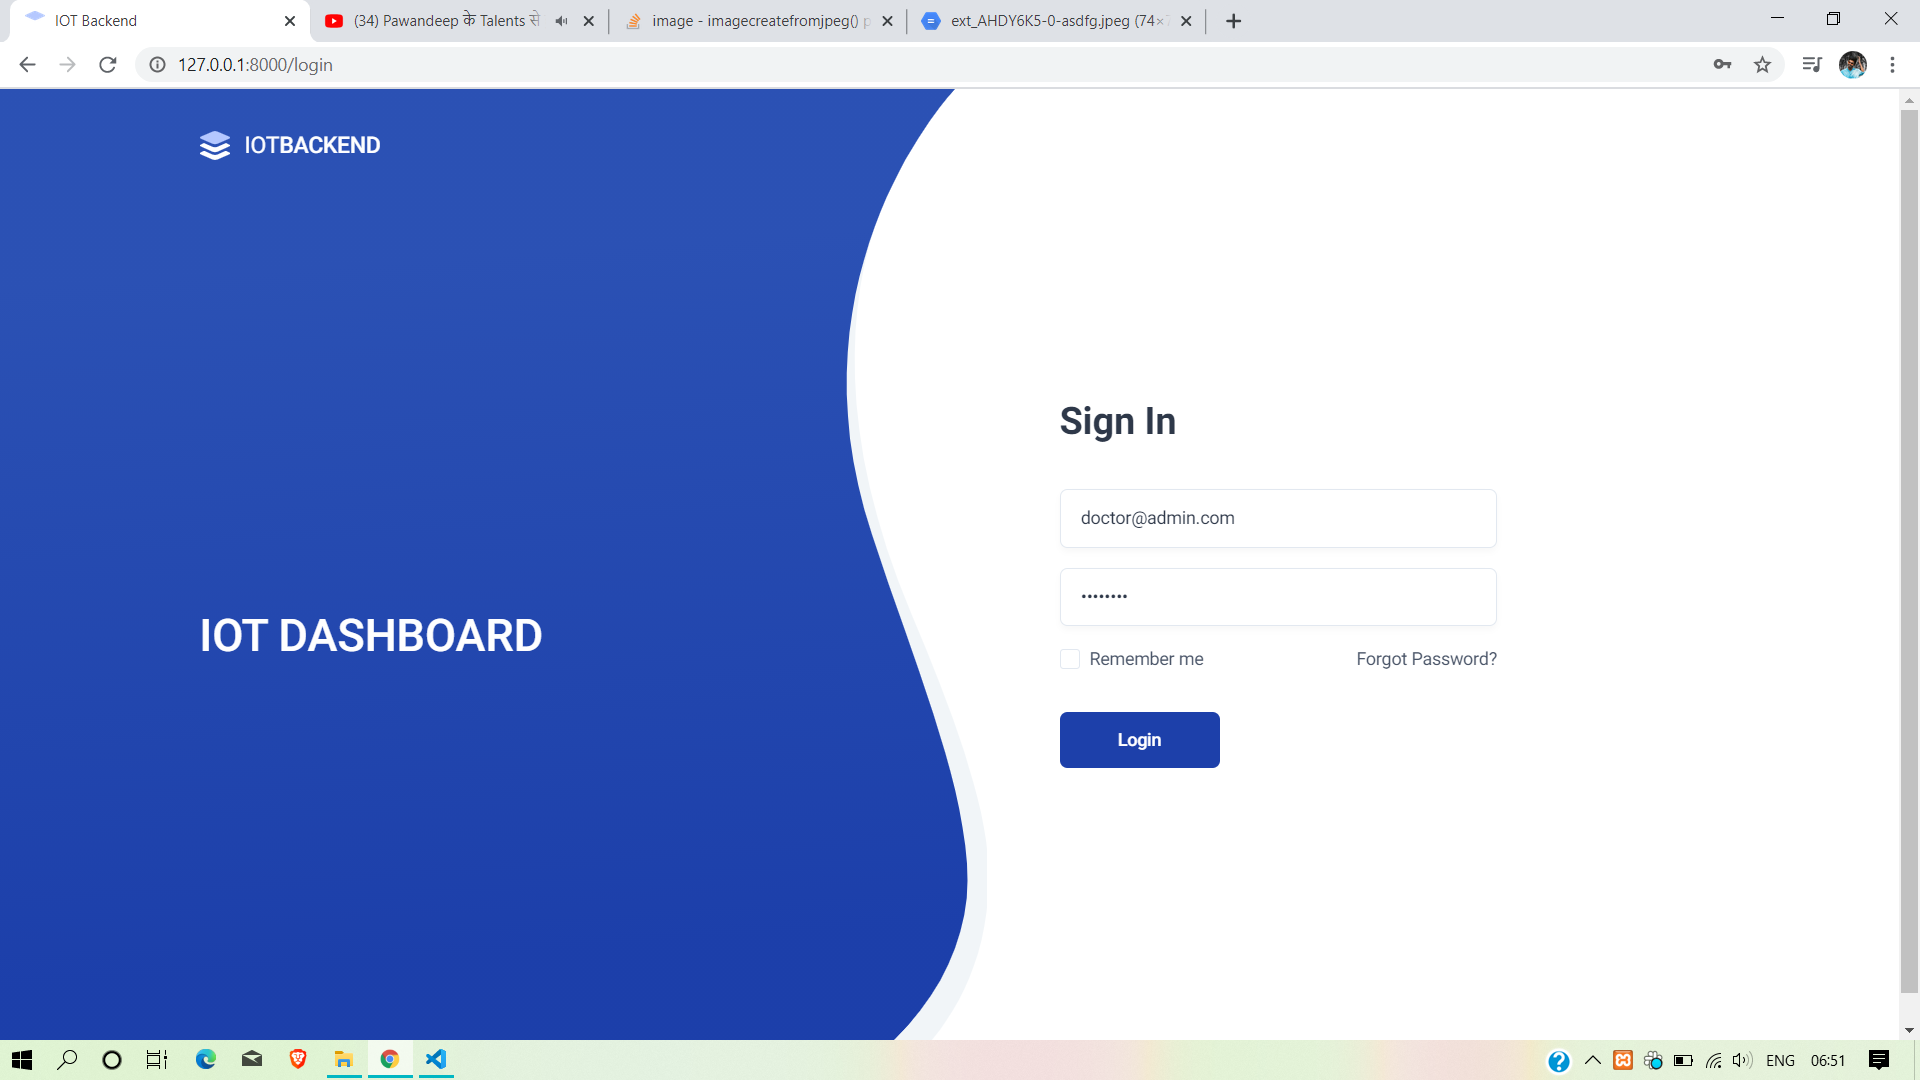 IOT Backend
(34) Pawandeep के Talents से
image - imagecreatefromjpeg()
ext_AHDY6K5-0-asdfg.jpeg (74×
127.0.0.1:8000/login
IOTBACKEND
IOT DASHBOARD
Sign In
doctor@admin.com
••••••••
Remember me
Forgot Password?
Login
ENG
06:51